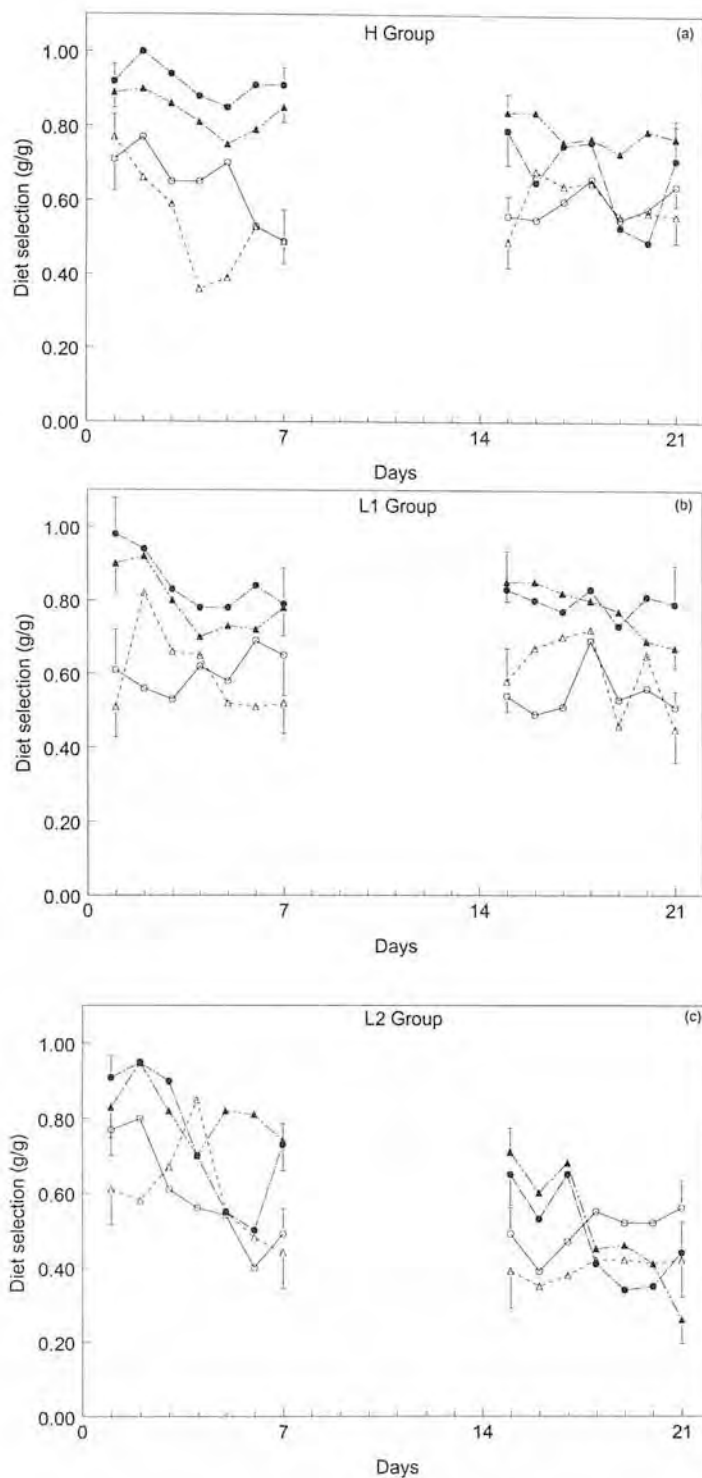 H Group
(a)
Diet selection (g/g)
1.00
0.80
0.60
0.40
0.20
0.00
0
7
14
21
Days
L1 Group
(b)
Diet selection (g/g)
1.00
0.80
0.60
0.40
0.20
0.00
0
7
14
21
Days
L2 Group
(c)
Diet selection (g/g)
1.00
0.80
0.60
0.40
0.20
0.00
0
7
14
21
Days